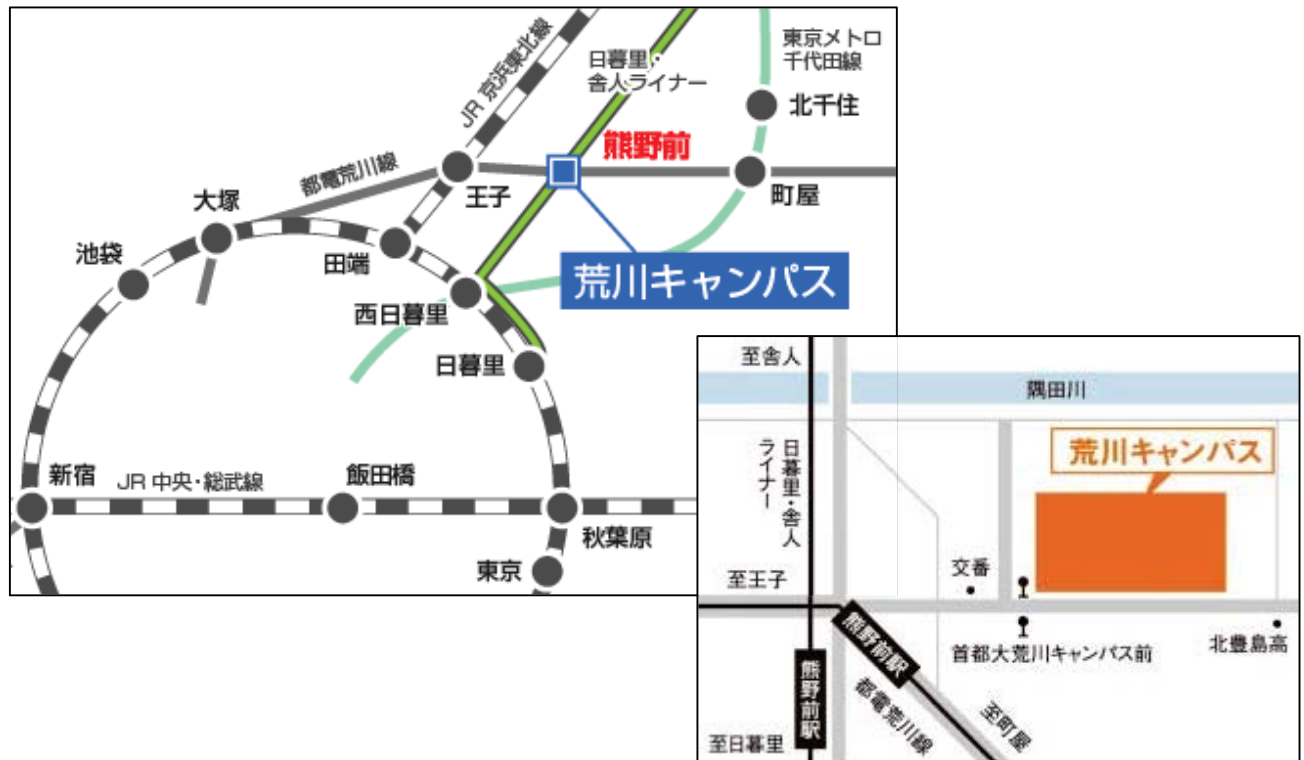 東京メトロ
千代田線
日暮里・
舎人ライナー
JR 京浜東北線
北千住
熊野前
都電荒川線
王子
町屋
大塚
池袋
田端
荒川キャンパス
西日暮里
日暮里
新宿
JR 中央・総武線
飯田橋
秋葉原
東京
至舎人
隅田川
荒川キャンパス
日暮里・舎人
ライナー
交番
至王子
熊野前駅
首都大荒川キャンパス前
北豊島高
熊野前駅
都電荒川線
至町屋
至日暮里